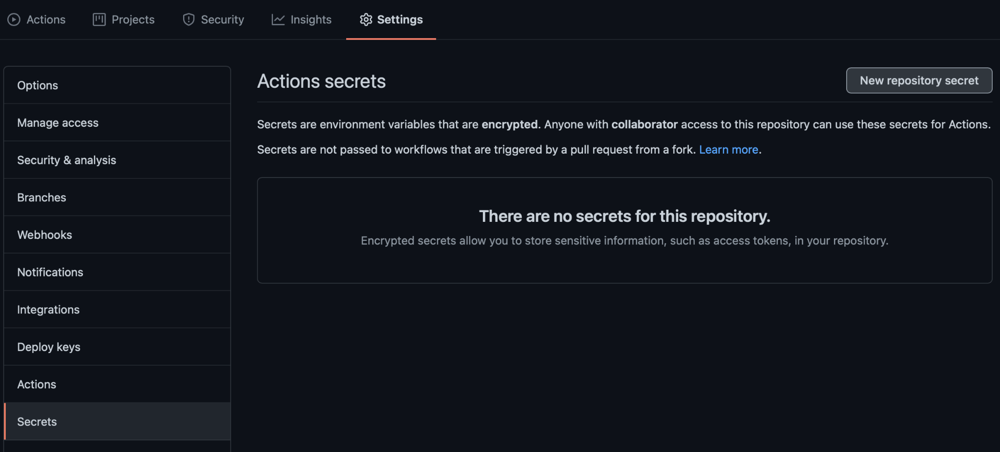 Actions
Projects
Security
Insights
Settings
Options
Manage access
Security & analysis
Branches
Webhooks
Notifications
Integrations
Deploy keys
Actions
Secrets
Actions secrets
New repository secret
Secrets are environment variables that are encrypted. Anyone with collaborator access to this repository can use these secrets for Actions.
Secrets are not passed to workflows that are triggered by a pull request from a fork. Learn more.
There are no secrets for this repository.
Encrypted secrets allow you to store sensitive information, such as access tokens, in your repository.